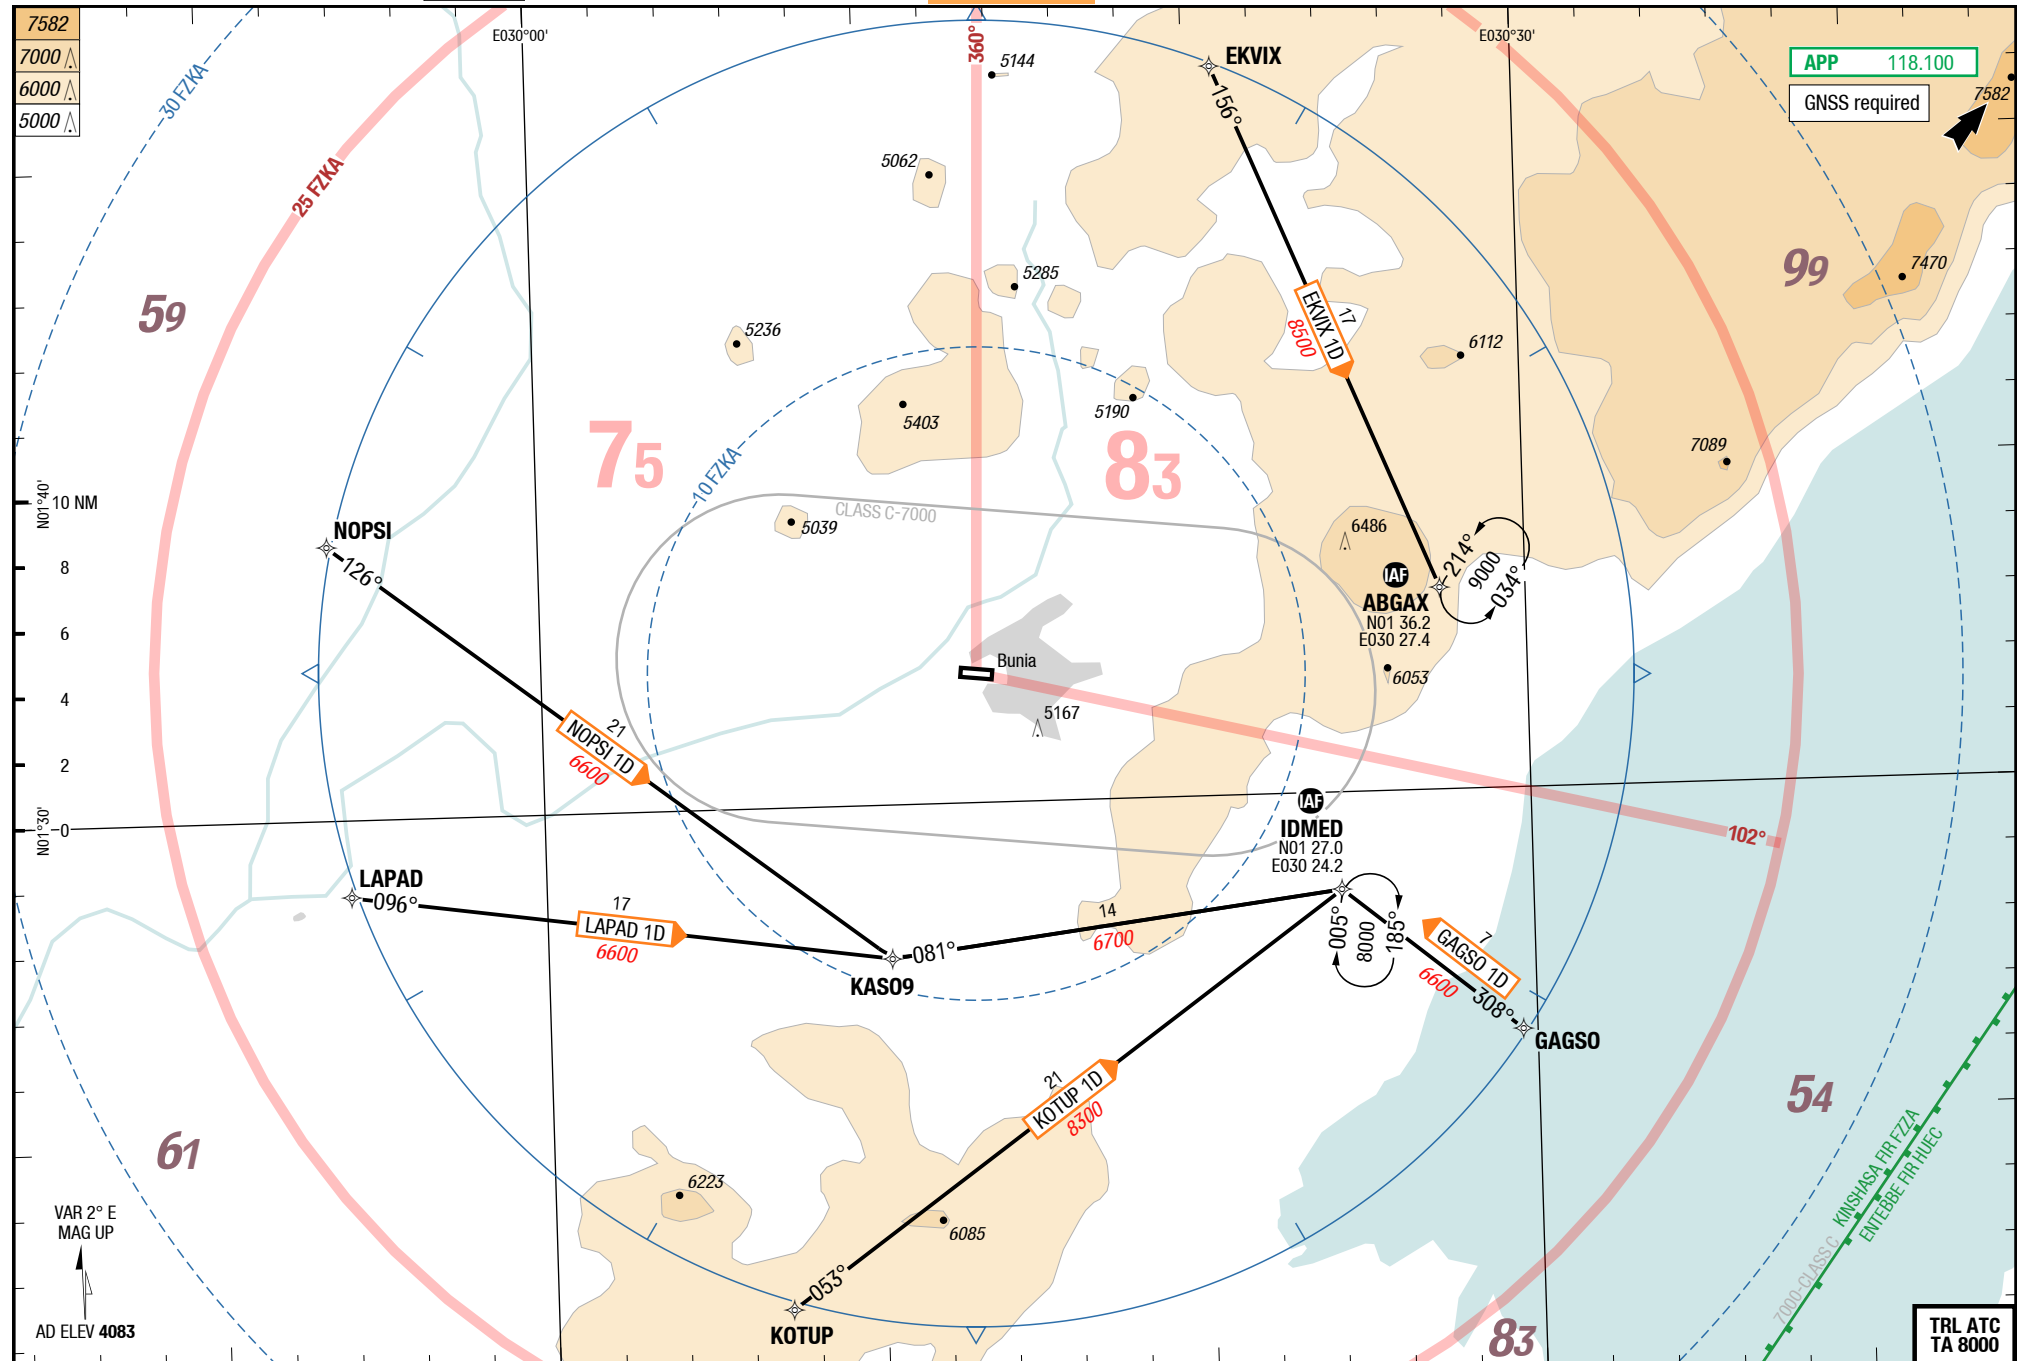 7582
7000
6000
5000
30 FZKA
25 FZKA
E030°00'
360°
5144
EKVIX
156°
E030°30'
APP 118.100
GNSS required
7582
5062
59
99
7470
5285
5236
17
EKVIX 1D
8500
6112
5403
5190
75
83
7089
10 FZKA
N01°40'
10 NM
CLASS C-7000
5039
NOPSI
126°
6486
IAF
ABGAX
N01 36.2
E030 27.4
214°
9000
034°
8
6
4
2
0
N01°30'
Bunia
6053
5167
21
NOPSI 1D
6600
102°
IAF
IDMED
N01 27.0
E030 24.2
LAPAD
096°
17
LAPAD 1D
6600
14
6700
081°
KASO9
005°
8000
185°
7
GAGSO 1D
6600
308°
GAGSO
21
KOTUP 1D
8300
54
61
KINSHASA FIR FZZA
ENTEBBE FIR HUEC
7000-CLASS C
6223
6085
053°
KOTUP
83
VAR 2° E
MAG UP
AD ELEV 4083
TRL ATC
TA 8000